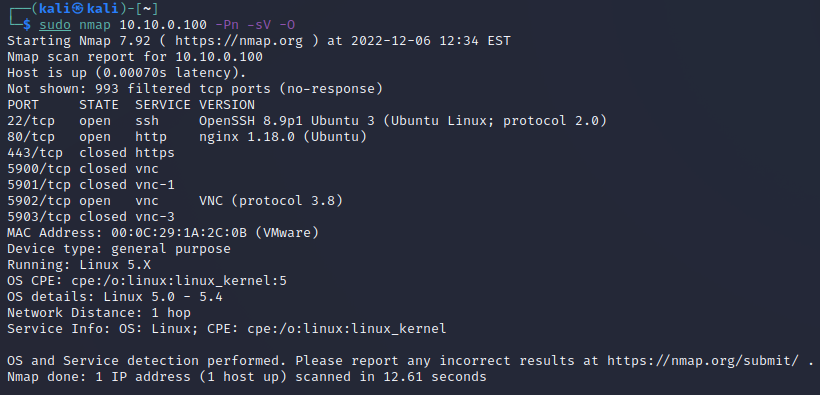 ┌──(kali㉿kali)-[~]
└─$ sudo nmap 10.10.0.100 -Pn -sV -O
Starting Nmap 7.92 ( https://nmap.org ) at 2022-12-06 12:34 EST
Nmap scan report for 10.10.0.100
Host is up (0.00070s latency).
Not shown: 993 filtered tcp ports (no-response)
PORT     STATE  SERVICE VERSION
22/tcp   open   ssh     OpenSSH 8.9p1 Ubuntu 3 (Ubuntu Linux; protocol 2.0)
80/tcp   open   http    nginx 1.18.0 (Ubuntu)
443/tcp  closed https
5900/tcp closed vnc
5901/tcp closed vnc-1
5902/tcp open   vnc     VNC (protocol 3.8)
5903/tcp closed vnc-3
MAC Address: 00:0C:29:1A:2C:0B (VMware)
Device type: general purpose
Running: Linux 5.X
OS CPE: cpe:/o:linux:linux_kernel:5
OS details: Linux 5.0 - 5.4
Network Distance: 1 hop
Service Info: OS: Linux; CPE: cpe:/o:linux:linux_kernel

OS and Service detection performed. Please report any incorrect results at https://nmap.org/submit/ .
Nmap done: 1 IP address (1 host up) scanned in 12.61 seconds